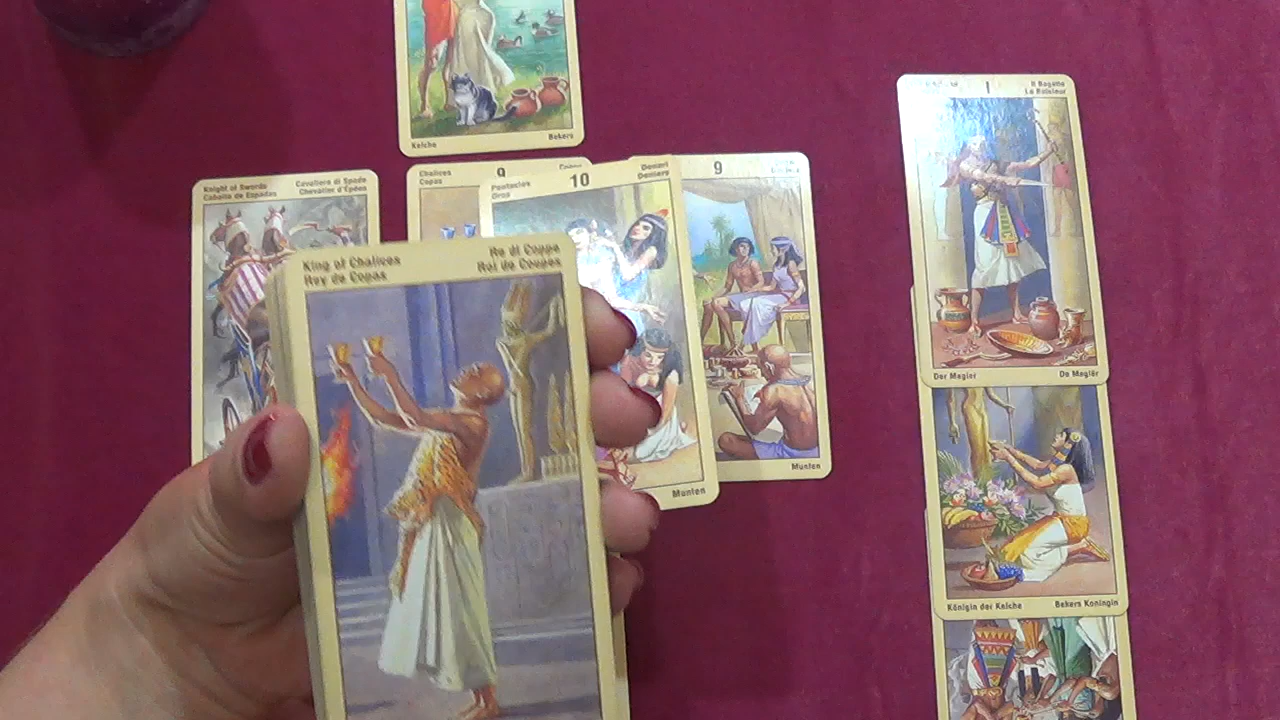 Kelche
Bekers
Knight of Swords
Caballo de Espadas
Cavaliere di Spade
Chevalier d'Épées
Chalices
Copas
9
Coppe
Pentacles
Oros
10
Denari
Deniers
Munten
9
Munten
King of Chalices
Rey de Copas
Re di Coppe
Roi de Coupes
I
Il Bagatto
Le Bateleur
Der Magier
De Magiër
Königin der Kelche
Bekers Koningin